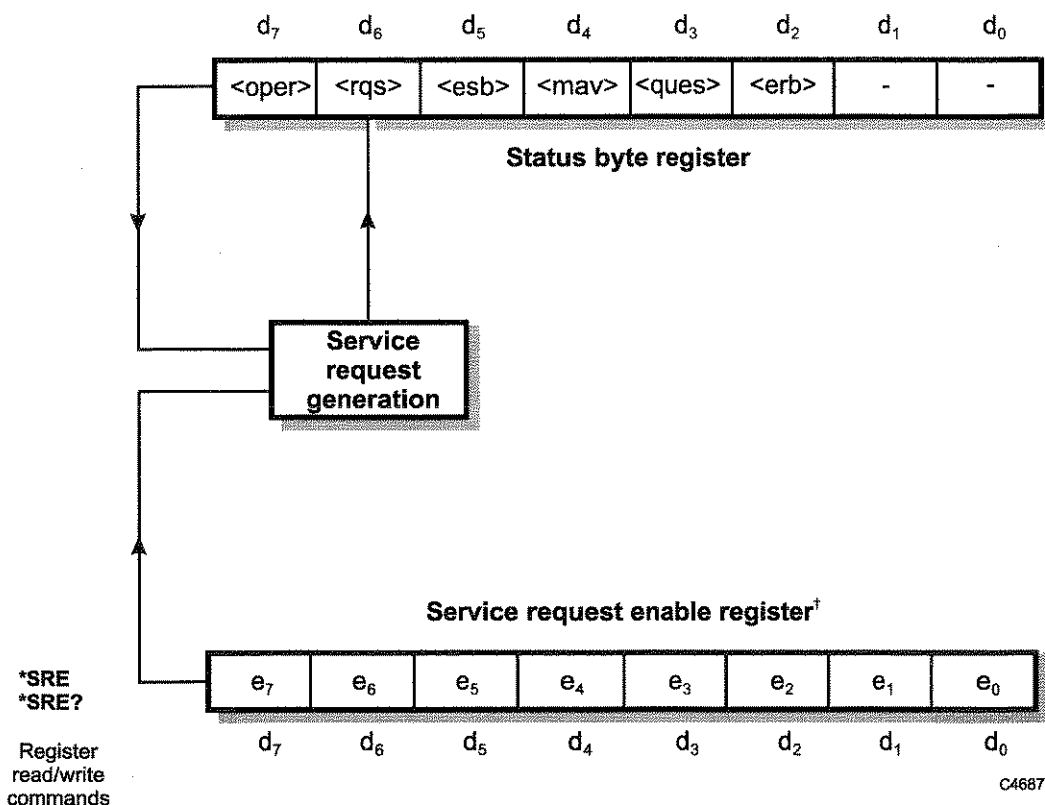 d₇ d₆ d₅ d₄ d₃ d₂ d₁ d₀
<oper> <rqs> <esb> <mav> <ques> <erb> - -
Status byte register
Service
request
generation
Service request enable register†
*SRE
*SRE?
e₇ e₆ e₅ e₄ e₃ e₂ e₁ e₀
d₇ d₆ d₅ d₄ d₃ d₂ d₁ d₀
Register
read/write
commands
C4687